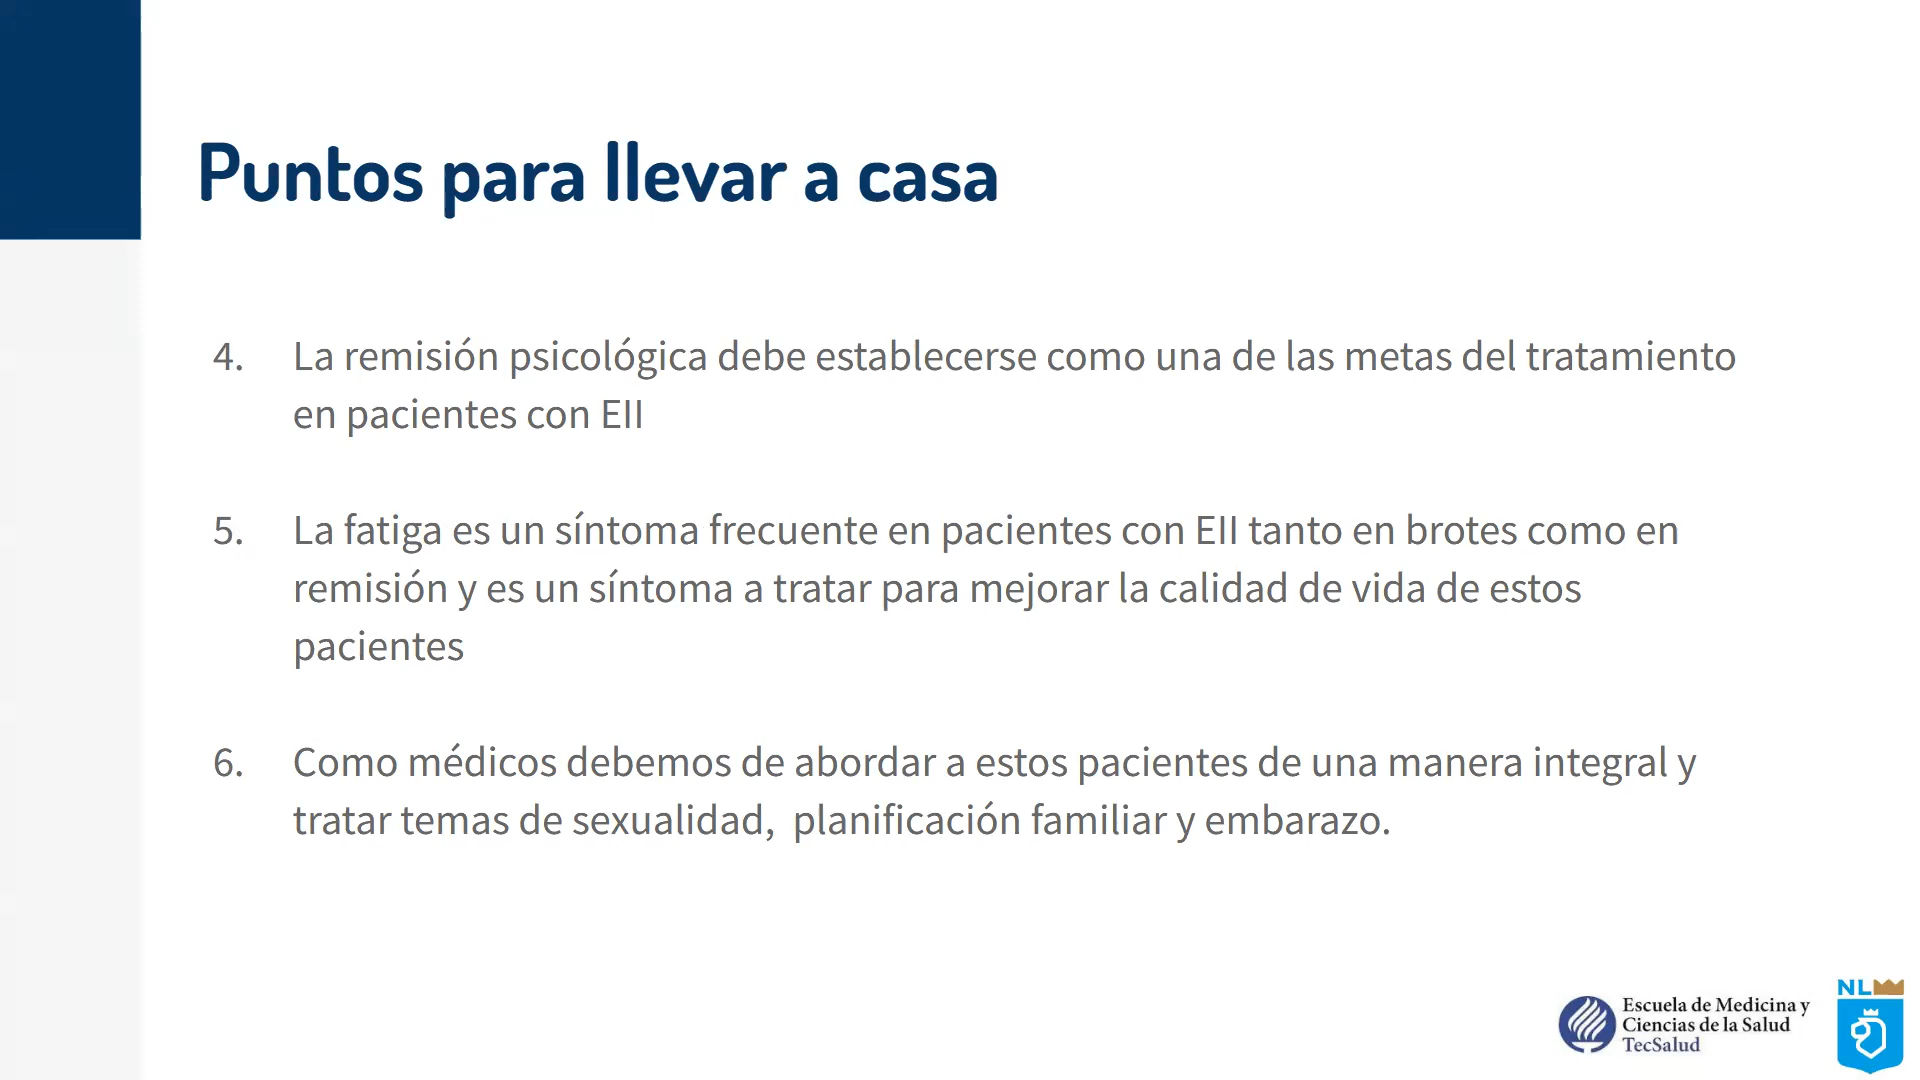 Puntos para llevar a casa
4. La remisión psicológica debe establecerse como una de las metas del tratamiento
en pacientes con EII
5. La fatiga es un síntoma frecuente en pacientes con EII tanto en brotes como en
remisión y es un síntoma a tratar para mejorar la calidad de vida de estos
pacientes
6. Como médicos debemos de abordar a estos pacientes de una manera integral y
tratar temas de sexualidad,  planificación familiar y embarazo.
Escuela de Medicina y
Ciencias de la Salud
TecSalud
NL